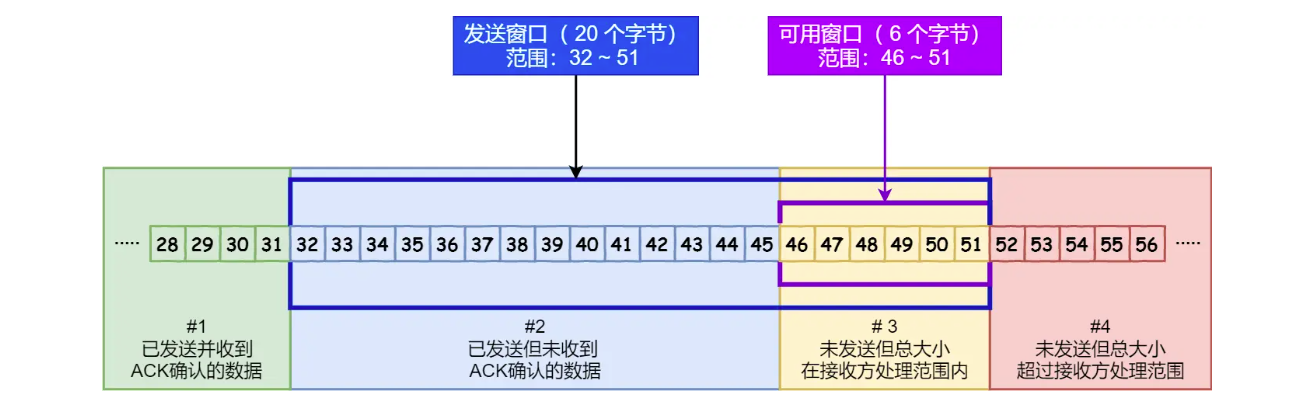 发送窗口（20 个字节）
范围：32 ~ 51
可用窗口（6 个字节）
范围：46 ~ 51
..... 28 29 30 31 32 33 34 35 36 37 38 39 40 41 42 43 44 45 46 47 48 49 50 51 52 53 54 55 56 .....
#1
已发送并收到
ACK确认的数据
#2
已发送但未收到
ACK确认的数据
# 3
未发送但总大小
在接收方处理范围内
#4
未发送但总大小
超过接收方处理范围